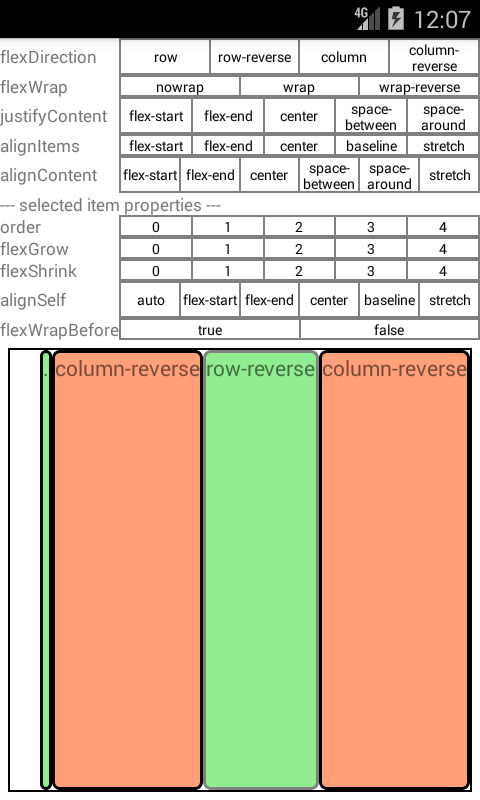 4G 12:07
flexDirection row row-reverse column column-
reverse
flexWrap nowrap wrap wrap-reverse
justifyContent flex-start flex-end center space-
between space-
around
alignItems flex-start flex-end center baseline stretch
alignContent flex-start flex-end center space-
between space-
around stretch
--- selected item properties ---
order 0 1 2 3 4
flexGrow 0 1 2 3 4
flexShrink 0 1 2 3 4
alignSelf auto flex-start flex-end center baseline stretch
flexWrapBefore true false
. column-reverse row-reverse column-reverse